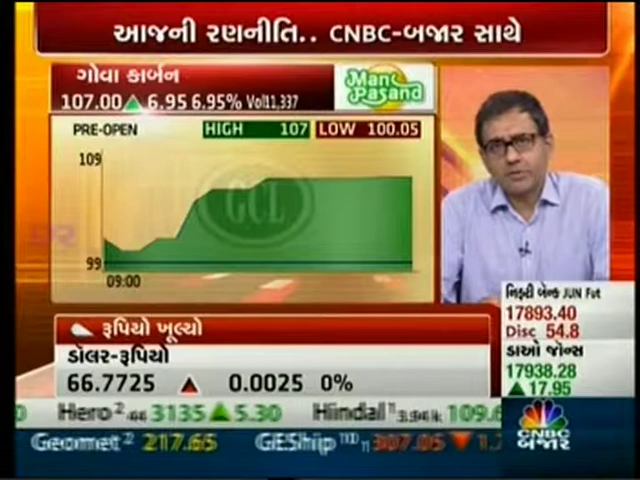 આજની રણનીતિ.. CNBC-બજાર સાથે
ગોવા કાર્બન
107.00 ▲ 6.95 6.95% Vol11,337
Man Pasand
PRE-OPEN HIGH 107 LOW 100.05
109
GCL
99
09:00
નિફ્ટી બેન્ક JUN Fut
17893.40
Disc 54.8
ડાઓ જોન્સ
17938.28
▲ 17.95
રૂપિયો ખૂલ્યો
ડોલર-રૂપિયો
66.7725 ▲ 0.0025 0%
0 Hero 3135 ▲ 5.30 Hindal 109.6
Geomet 217.65 GEShip 307.05 ▼ 1.
CNBC
બજાર